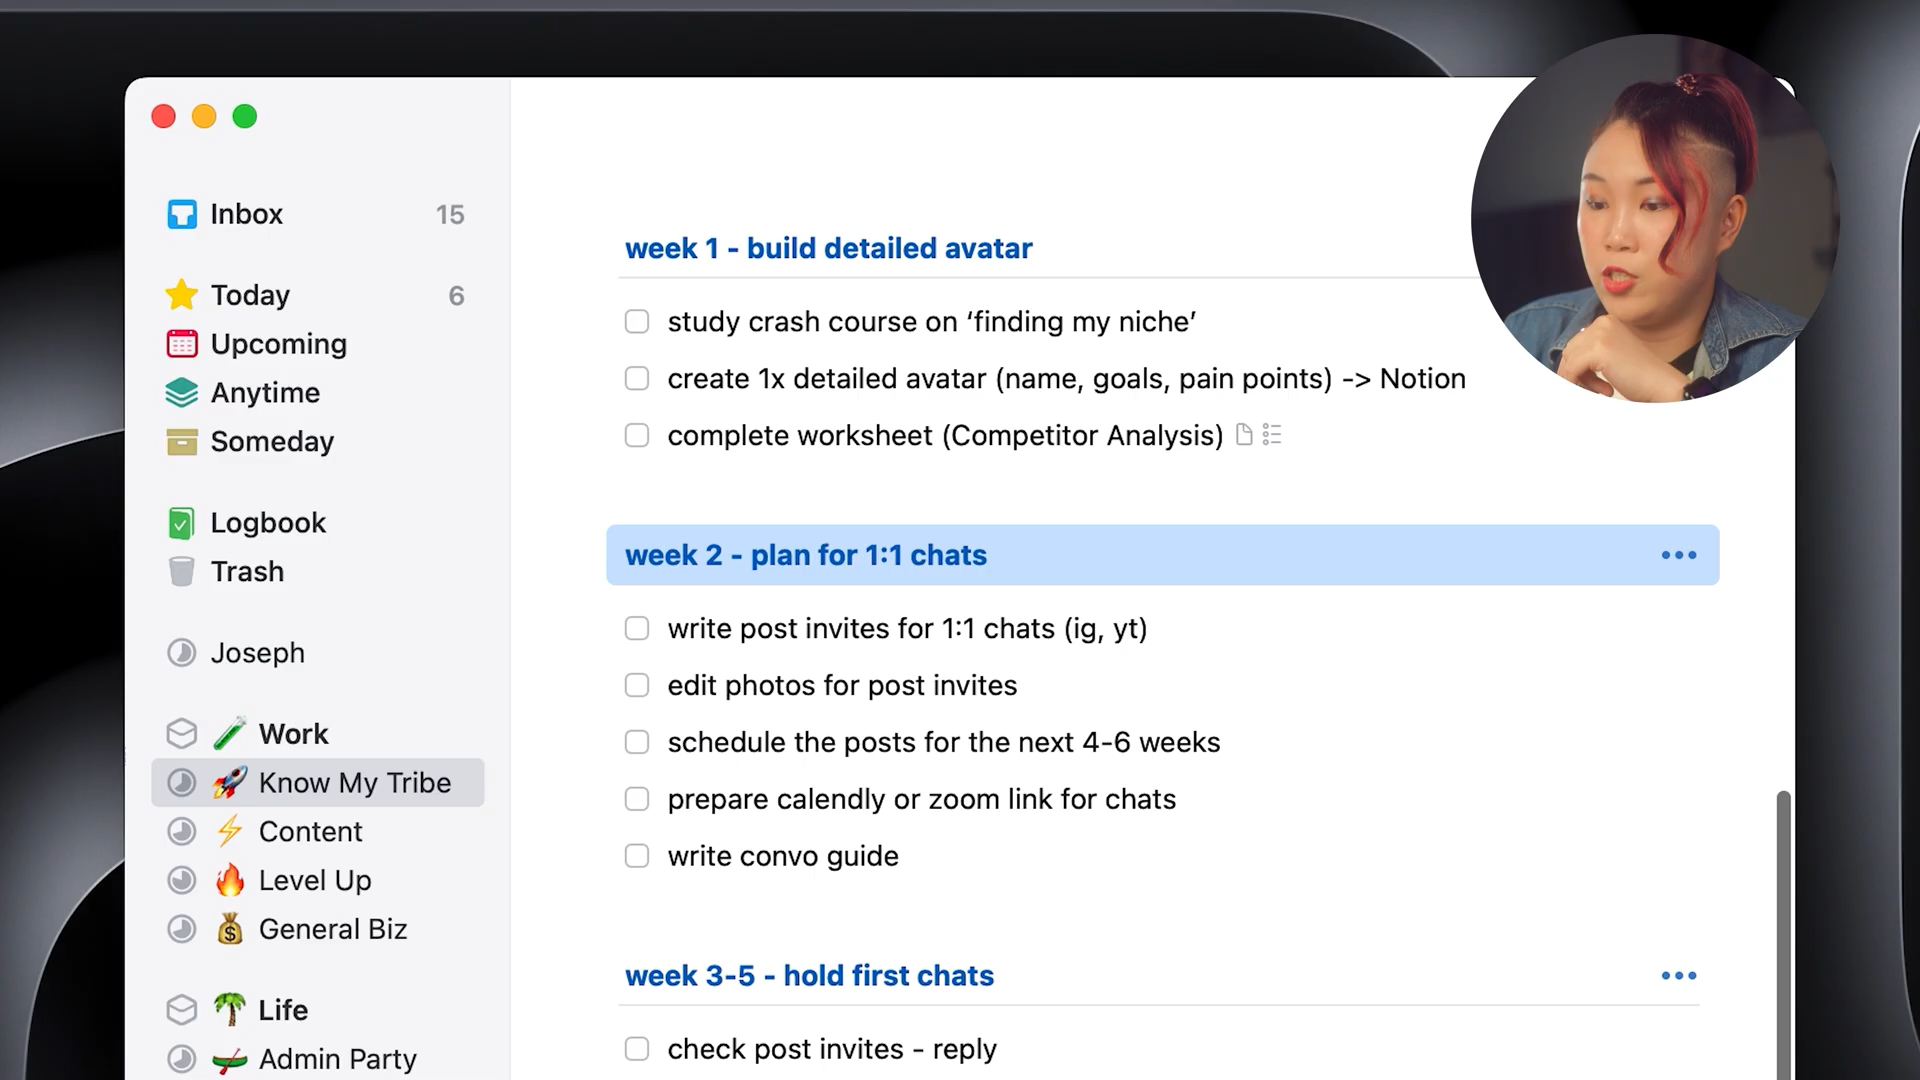 Inbox 15
Today 6
Upcoming
Anytime
Someday
Logbook
Trash
Joseph
Work
Know My Tribe
Content
Level Up
General Biz
Life
Admin Party
week 1 - build detailed avatar
study crash course on ‘finding my niche’
create 1x detailed avatar (name, goals, pain points) -> Notion
complete worksheet (Competitor Analysis)
week 2 - plan for 1:1 chats
write post invites for 1:1 chats (ig, yt)
edit photos for post invites
schedule the posts for the next 4-6 weeks
prepare calendly or zoom link for chats
write convo guide
week 3-5 - hold first chats
check post invites - reply